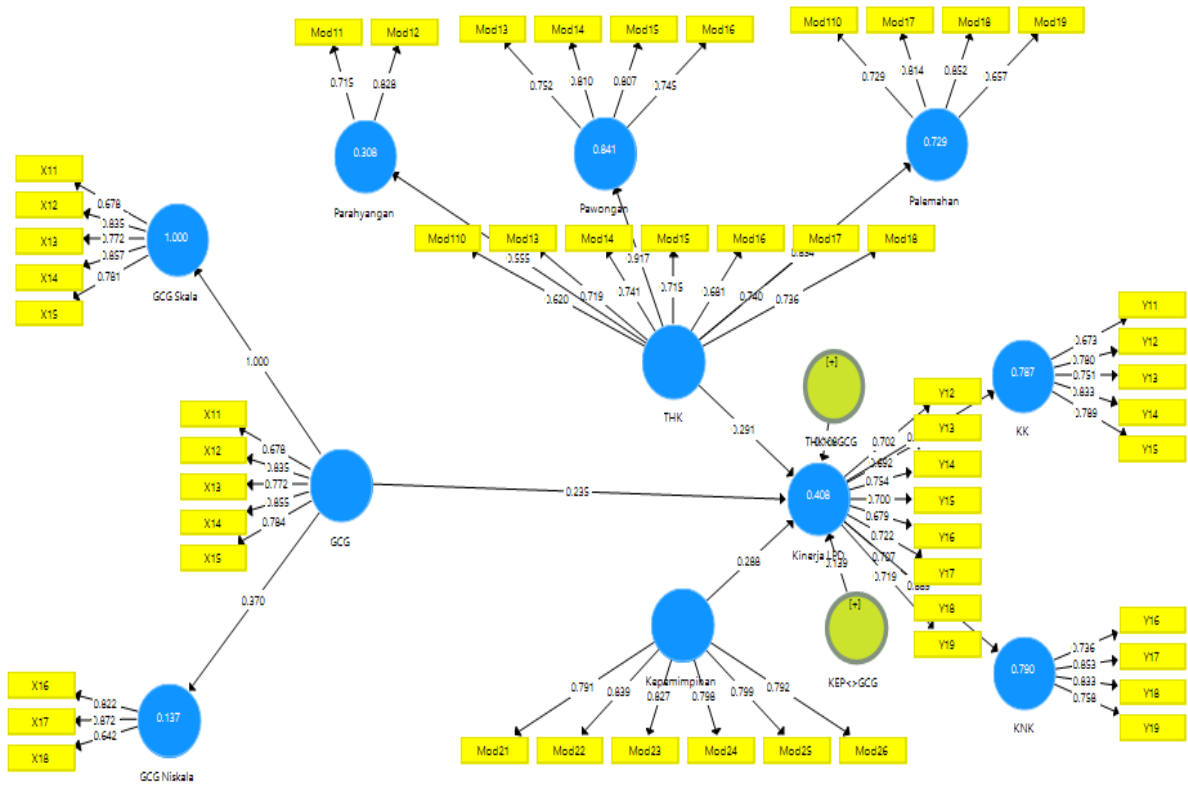 Mod11 Mod12
Mod13 Mod14 Mod15 Mod16
Mod110 Mod17 Mod18 Mod19
0.715 0.828
0.752 0.810 0.807 0.745
0.729 0.814 0.852 0.657
0.308
Parahyangan
0.841
Pawongan
0.729
Palemahan
X11
X12
X13
X14
X15
0.678
0.835
0.772
0.857
0.781
1.000
GCG Skala
1.000
Mod110 Mod13 Mod14 Mod15 Mod16 Mod17 Mod18
0.555 0.917
0.620 0.719 0.741 0.715 0.681 0.740 0.736
THK
0.291
[+]
X11
X12
X13
X14
X15
0.678
0.835
0.772
0.855
0.784
GCG
0.235
0.370
0.408
Kinerja LPD
0.139
0.288
[+]
KEP<>GCG
Y12
Y13
Y14
Y15
Y16
Y17
Y18
Y19
0.702
0.692
0.754
0.700
0.679
0.722
0.707
0.719
0.787
KK
0.673
0.780
0.751
0.833
0.789
Y11
Y12
Y13
Y14
Y15
0.790
KNK
0.736
0.853
0.833
0.758
Y16
Y17
Y18
Y19
X16
X17
X18
0.822
0.872
0.642
0.137
GCG Niskala
Kepemimpinan
0.791 0.839 0.827 0.798 0.799 0.792
Mod21 Mod22 Mod23 Mod24 Mod25 Mod26